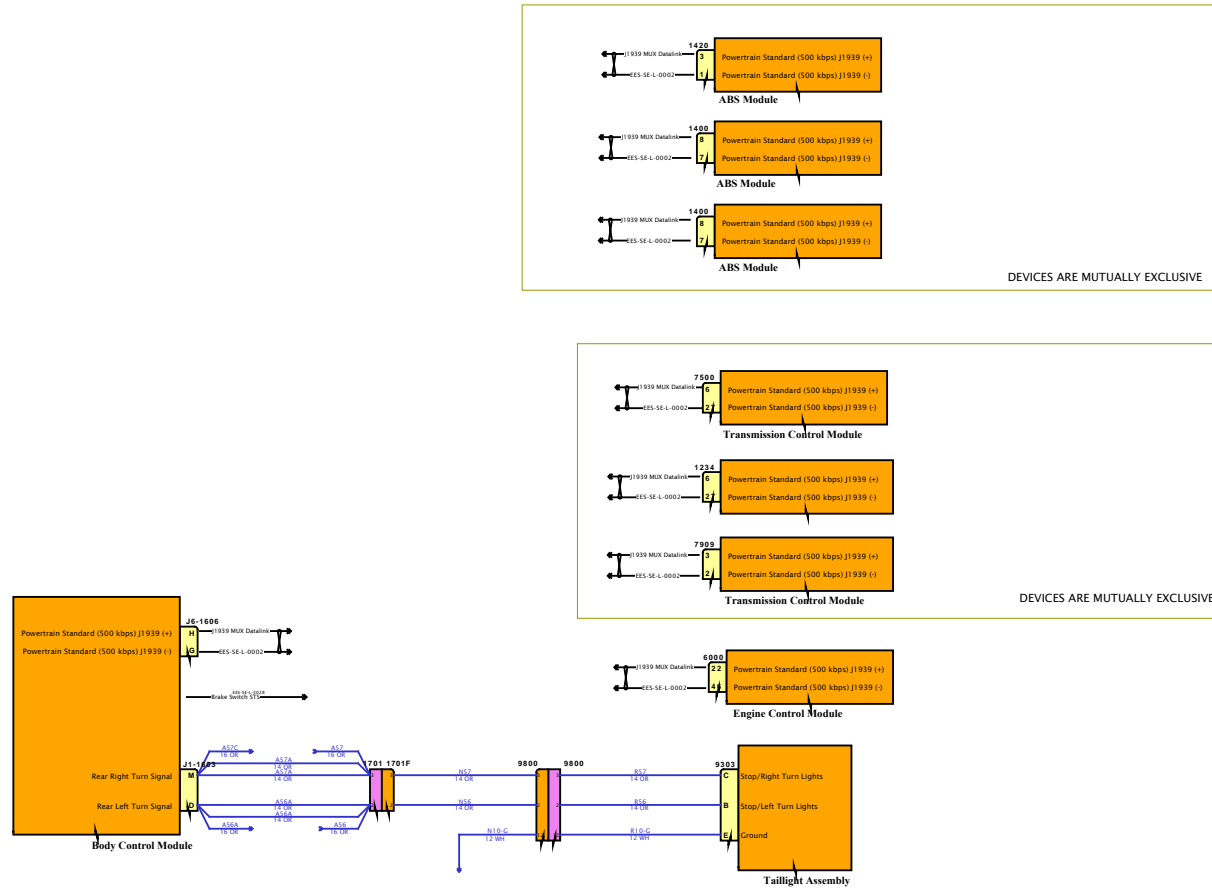 1420
J1939 MUX Datalink
3
Powertrain Standard (500 kbps) J1939 (+)
EES-SE-L-0002
1
Powertrain Standard (500 kbps) J1939 (-)
ABS Module
1400
J1939 MUX Datalink
8
Powertrain Standard (500 kbps) J1939 (+)
EES-SE-L-0002
7
Powertrain Standard (500 kbps) J1939 (-)
ABS Module
1400
J1939 MUX Datalink
8
Powertrain Standard (500 kbps) J1939 (+)
EES-SE-L-0002
7
Powertrain Standard (500 kbps) J1939 (-)
ABS Module
DEVICES ARE MUTUALLY EXCLUSIVE
7500
J1939 MUX Datalink
6
Powertrain Standard (500 kbps) J1939 (+)
EES-SE-L-0002
2
Powertrain Standard (500 kbps) J1939 (-)
Transmission Control Module
1234
J1939 MUX Datalink
6
Powertrain Standard (500 kbps) J1939 (+)
EES-SE-L-0002
2
Powertrain Standard (500 kbps) J1939 (-)
7909
J1939 MUX Datalink
3
Powertrain Standard (500 kbps) J1939 (+)
EES-SE-L-0002
2
Powertrain Standard (500 kbps) J1939 (-)
Transmission Control Module
DEVICES ARE MUTUALLY EXCLUSIVE
J6-1606
Powertrain Standard (500 kbps) J1939 (+)
H
J1939 MUX Datalink
Powertrain Standard (500 kbps) J1939 (-)
G
EES-SE-L-0002
6000
J1939 MUX Datalink
22
Powertrain Standard (500 kbps) J1939 (+)
EES-SE-L-0002
Powertrain Standard (500 kbps) J1939 (-)
Engine Control Module
EES-SE-L-2028
Brake Switch STS
J1-1603
A57C
16 OR
A57
16 OR
A57A
14 OR
1701 1701F
9800
9800
9303
Rear Right Turn Signal
M
A57A
14 OR
N57
14 OR
R57
14 OR
C
Stop/Right Turn Lights
Rear Left Turn Signal
D
A56A
14 OR
N56
14 OR
2
R56
14 OR
B
Stop/Left Turn Lights
A56A
14 OR
A56A
16 OR
A56
16 OR
N10-G
12 WH
R10-G
12 WH
E
Ground
Body Control Module
Taillight Assembly